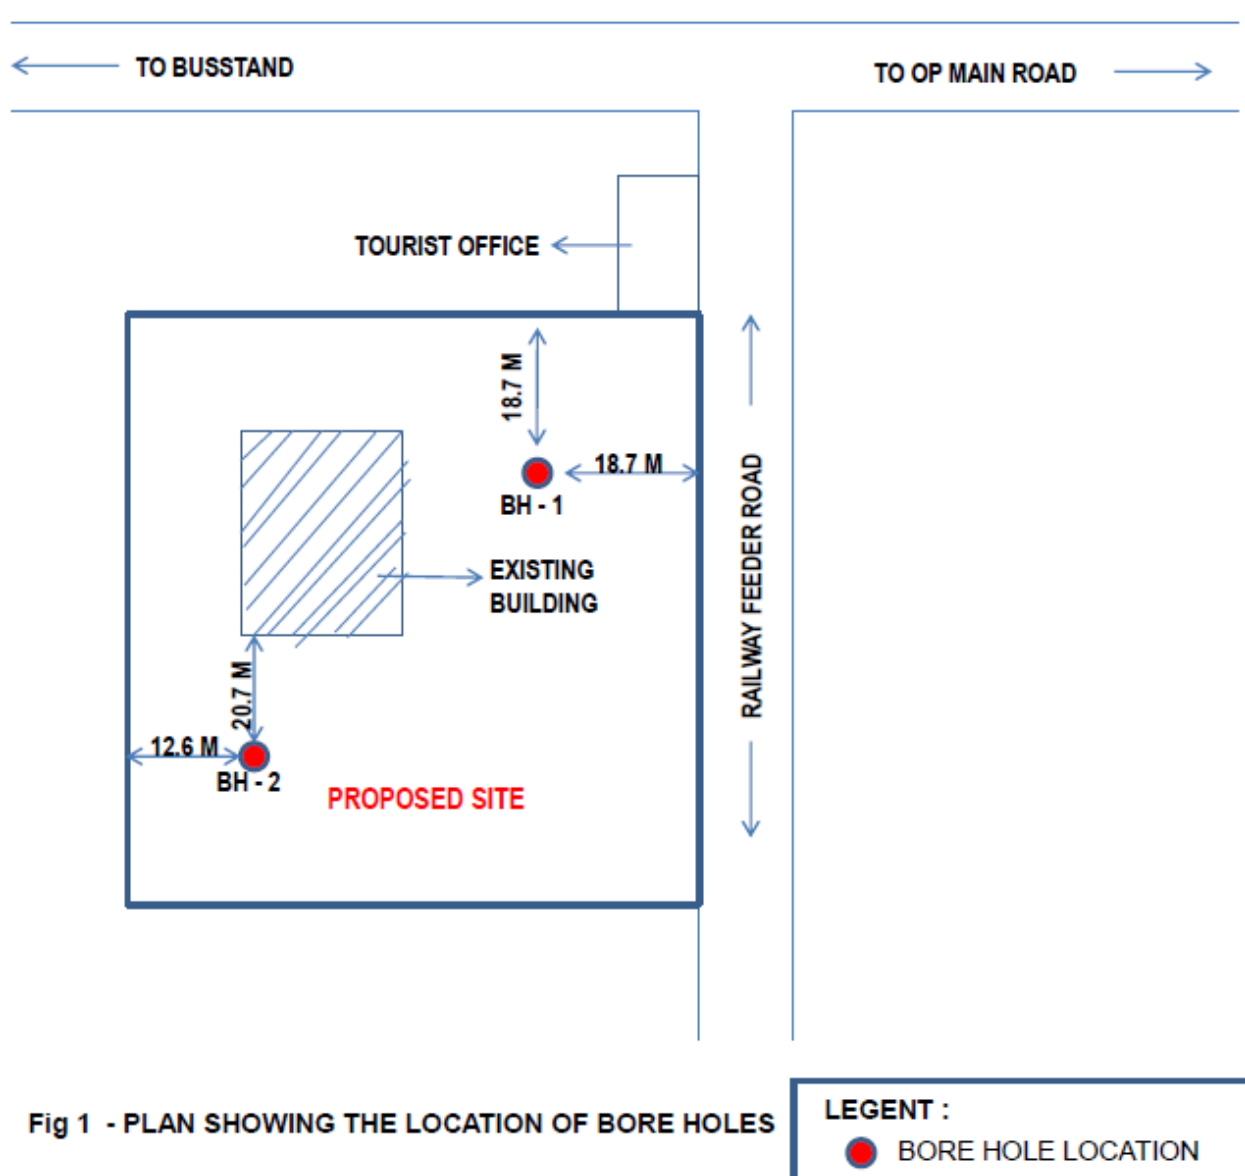 TO BUSSTAND
TO OP MAIN ROAD
TOURIST OFFICE
18.7 M
18.7 M
BH - 1
RAILWAY FEEDER ROAD
EXISTING
BUILDING
20.7 M
12.6 M
BH - 2
PROPOSED SITE
Fig 1 - PLAN SHOWING THE LOCATION OF BORE HOLES
LEGENT :
BORE HOLE LOCATION